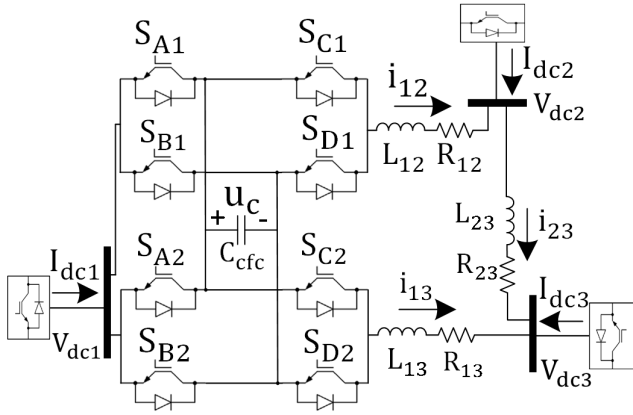 S_A1
S_C1
I_dc2
i_12
V_dc2
S_B1
S_D1
L_12
R_12
+ u_c -
C_cfc
L_23
i_23
S_A2
S_C2
R_23
I_dc1
i_13
I_dc3
V_dc1
S_B2
S_D2
L_13
R_13
V_dc3